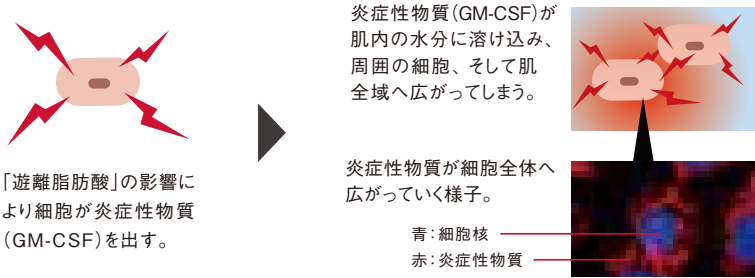 「遊離脂肪酸」の影響に
より細胞が炎症性物質
（GM-CSF）を出す。
炎症性物質（GM-CSF）が
肌内の水分に溶け込み、
周囲の細胞、そして肌
全域へ広がってしまう。
炎症性物質が細胞全体へ
広がっていく様子。
青：細胞核
赤：炎症性物質